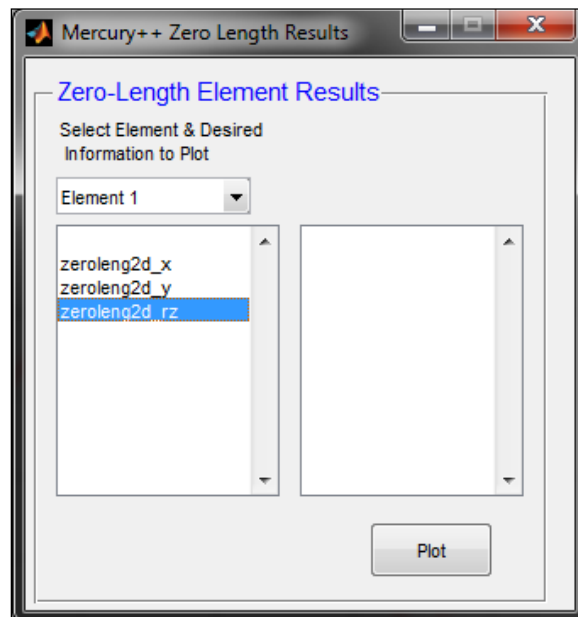 Mercury++ Zero Length Results
Zero-Length Element Results
Select Element & Desired
Information to Plot
Element 1
zeroleng2d_x
zeroleng2d_y
zeroleng2d_rz
Plot